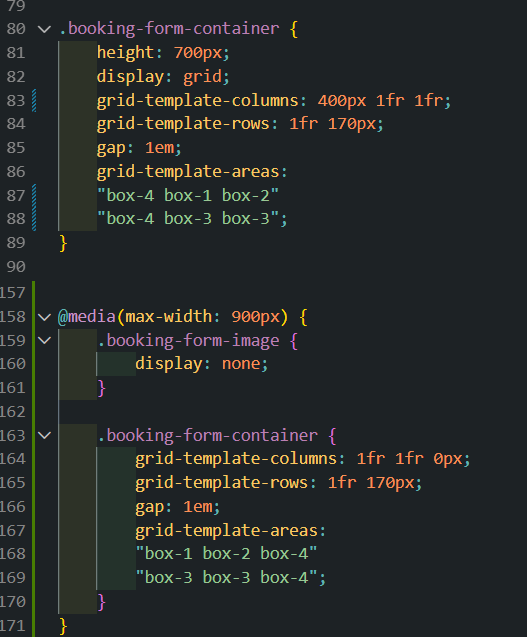 79
80 .booking-form-container {
81 height: 700px;
82 display: grid;
83 grid-template-columns: 400px 1fr 1fr;
84 grid-template-rows: 1fr 170px;
85 gap: 1em;
86 grid-template-areas:
87 "box-4 box-1 box-2"
88 "box-4 box-3 box-3";
89 }
90
157
158 @media(max-width: 900px) {
159 .booking-form-image {
160 display: none;
161 }
162
163 .booking-form-container {
164 grid-template-columns: 1fr 1fr 0px;
165 grid-template-rows: 1fr 170px;
166 gap: 1em;
167 grid-template-areas:
168 "box-1 box-2 box-4"
169 "box-3 box-3 box-4";
170 }
171 }